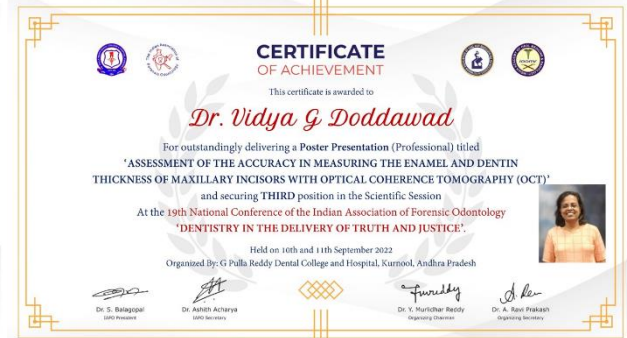 CERTIFICATE
OF ACHIEVEMENT
This certificate is awarded to
Dr. Vidya G Doddawad
For outstandingly delivering a Poster Presentation (Professional) titled
'ASSESSMENT OF THE ACCURACY IN MEASURING THE ENAMEL AND DENTIN
THICKNESS OF MAXILLARY INCISORS WITH OPTICAL COHERENCE TOMOGRAPHY (OCT)'
and securing THIRD position in the Scientific Session
At the 19th National Conference of the Indian Association of Forensic Odontology
'DENTISTRY IN THE DELIVERY OF TRUTH AND JUSTICE'.
Held on 10th and 11th September 2022
Organized By: G Pulla Reddy Dental College and Hospital, Kurnool, Andhra Pradesh
Dr. S. Balagopal
IAFO President
Dr. Ashith Acharya
IAFO Secretary
Dr. Y. Murlidhar Reddy
Organizing Chairman
Dr. A. Ravi Prakash
Organizing Secretary